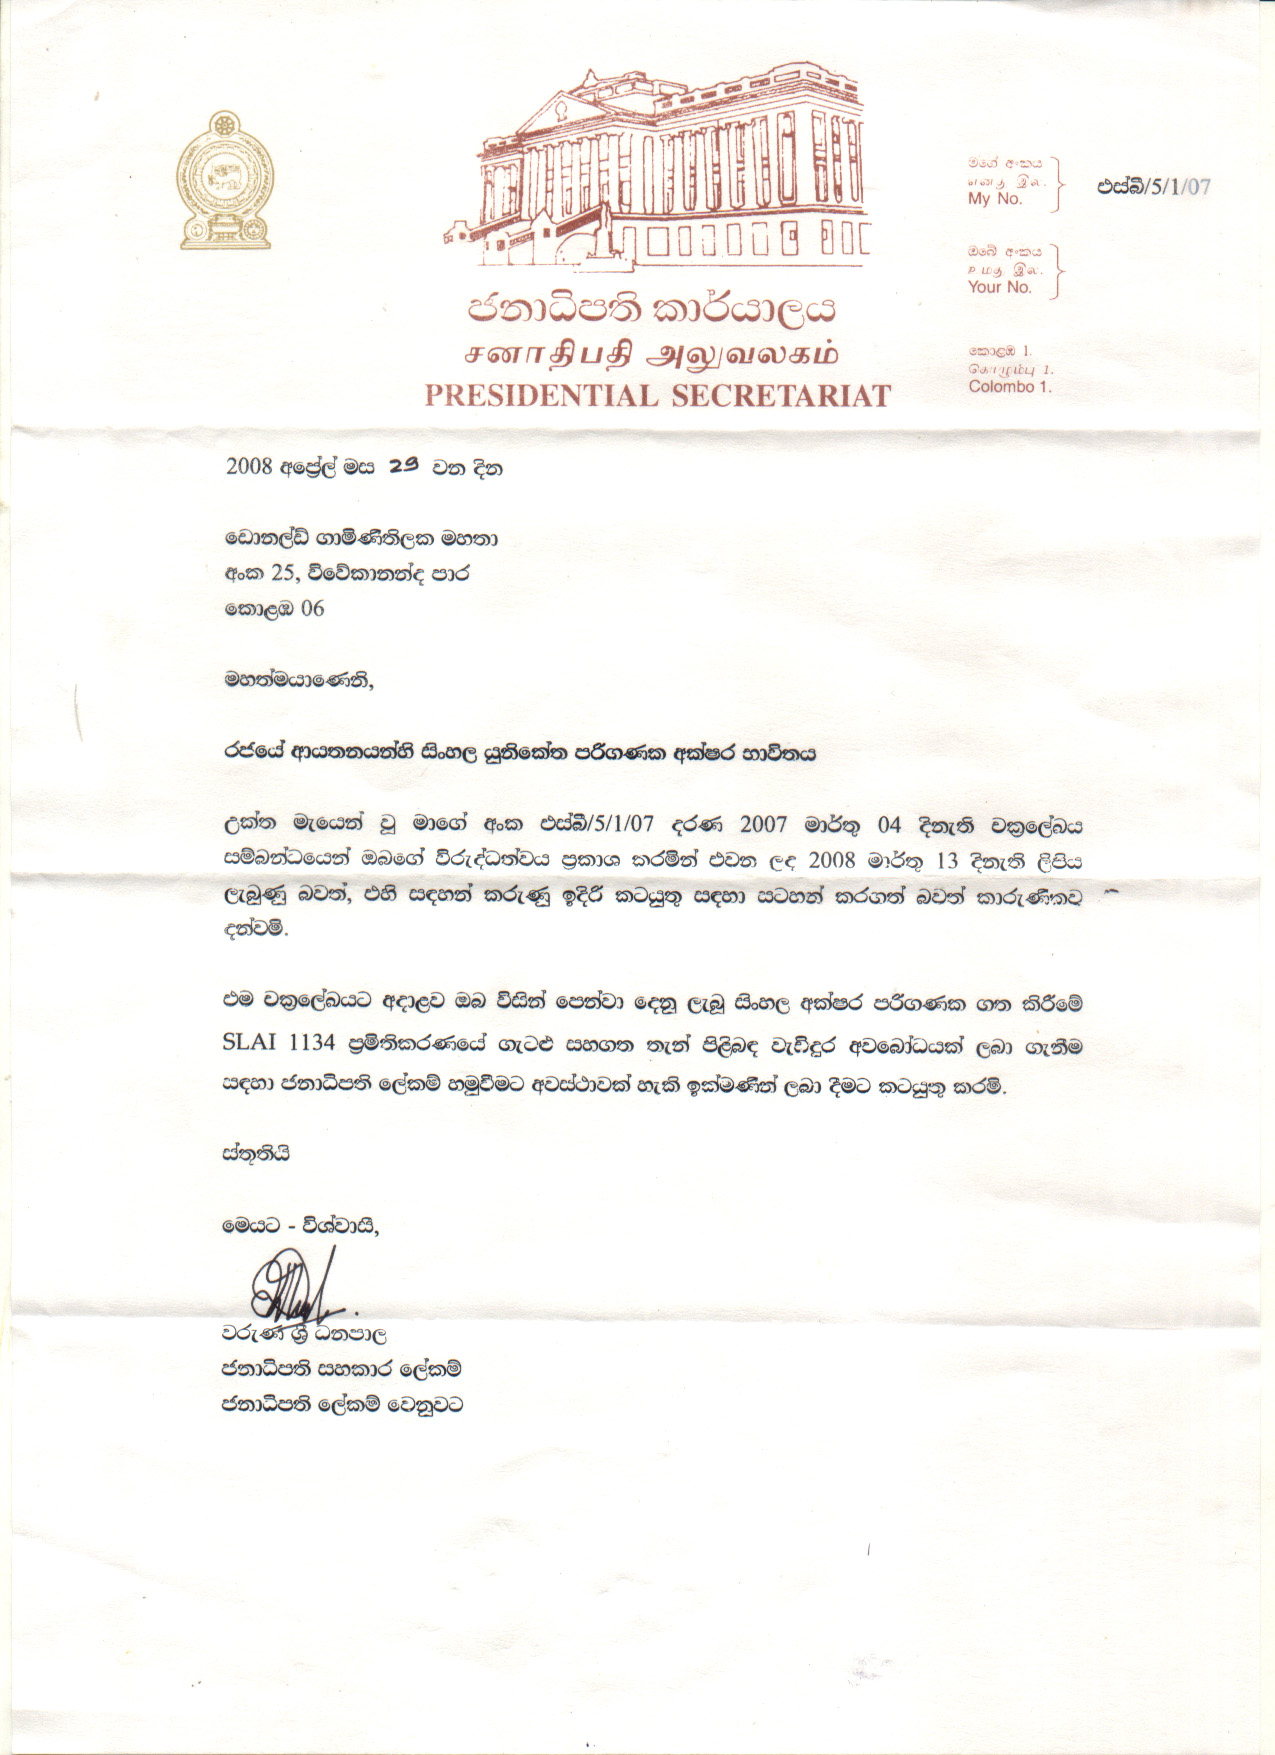 මගේ අංකය
எனது இல.
My No.
එස්බී/5/1/07
ඔබේ අංකය
உமது இல.
Your No.
ජනාධිපති කාර්යාලය
சனாதிபதி அலுவலகம்
PRESIDENTIAL SECRETARIAT
කොළඹ 1.
கொழும்பு 1.
Colombo 1.
2008 අප්‍රේල් මස 29 වන දින
ඩොනල්ඩ් ගාමිණීතිලක මහතා
අංක 25, විවේකානන්ද පාර
කොළඹ 06
මහත්මයාණෙනි,
රජයේ ආයතනයන්හි සිංහල යුනිකේත පරිගණක අක්ෂර භාවිතය
උක්ත මැයෙන් වූ මාගේ අංක එස්බී/5/1/07 දරණ 2007 මාර්තු 04 දිනැති චක්‍රලේඛය
සම්බන්ධයෙන් ඔබගේ විරුද්ධත්වය ප්‍රකාශ කරමින් එවන ලද 2008 මාර්තු 13 දිනැති ලිපිය
ලැබුණු බවත්, එහි සඳහන් කරුණු ඉදිරි කටයුතු සඳහා සටහන් කරගත් බවත් කාරුණිකව
දන්වමි.
එම චක්‍රලේඛයට අදාළව ඔබ විසින් පෙන්වා දෙනු ලැබූ සිංහල අක්ෂර පරිගණක ගත කිරීමේ
SLAI 1134 ප්‍රමිතිකරණයේ ගැටළු සහගත තැන් පිළිබඳ වැඩිදුර අවබෝධයක් ලබා ගැනීම
සඳහා ජනාධිපති ලේකම් හමුවීමට අවස්ථාවක් හැකි ඉක්මණින් ලබා දීමට කටයුතු කරමි.
ස්තූතියි
මෙයට - විශ්වාසී,
වරුණ ශ්‍රී ධනපාල
ජනාධිපති සහකාර ලේකම්
ජනාධිපති ලේකම් වෙනුවට